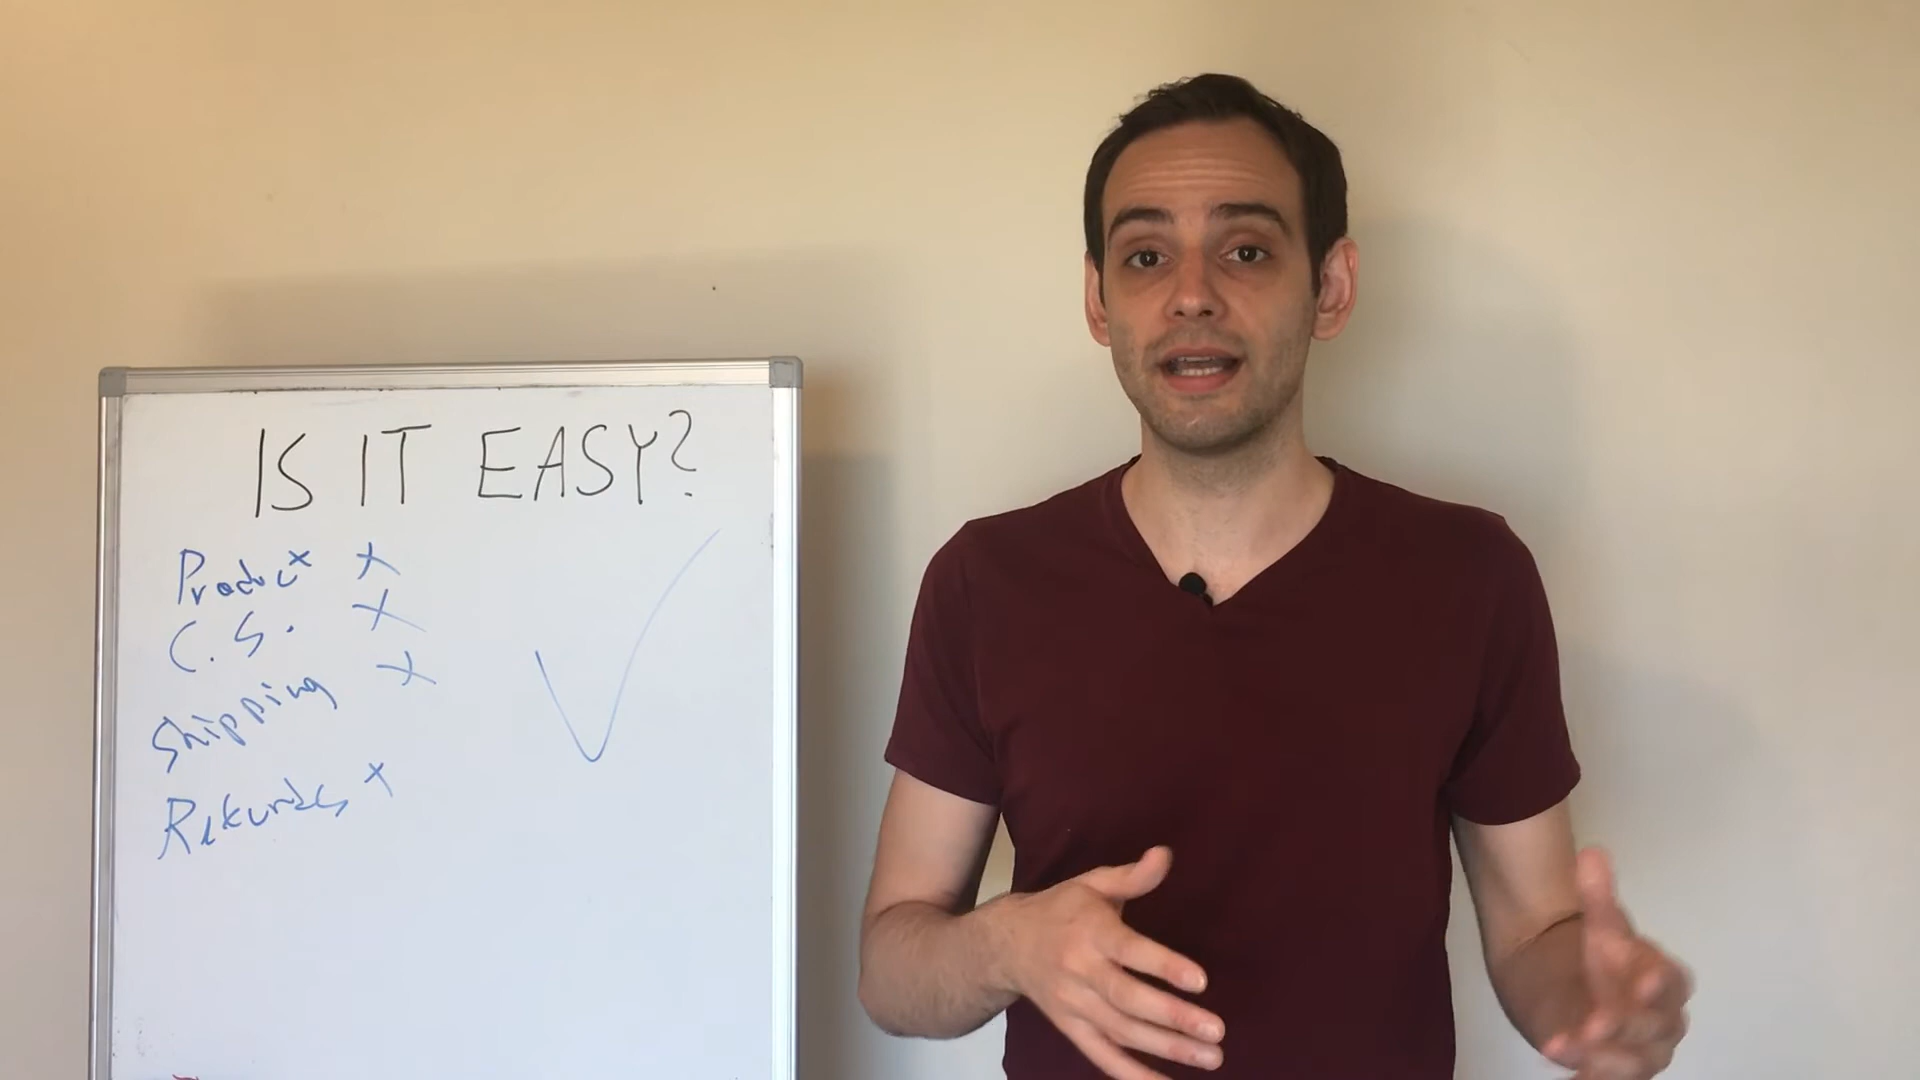 IS IT EASY?
Product X
C.S. X
Shipping X
Refunds X